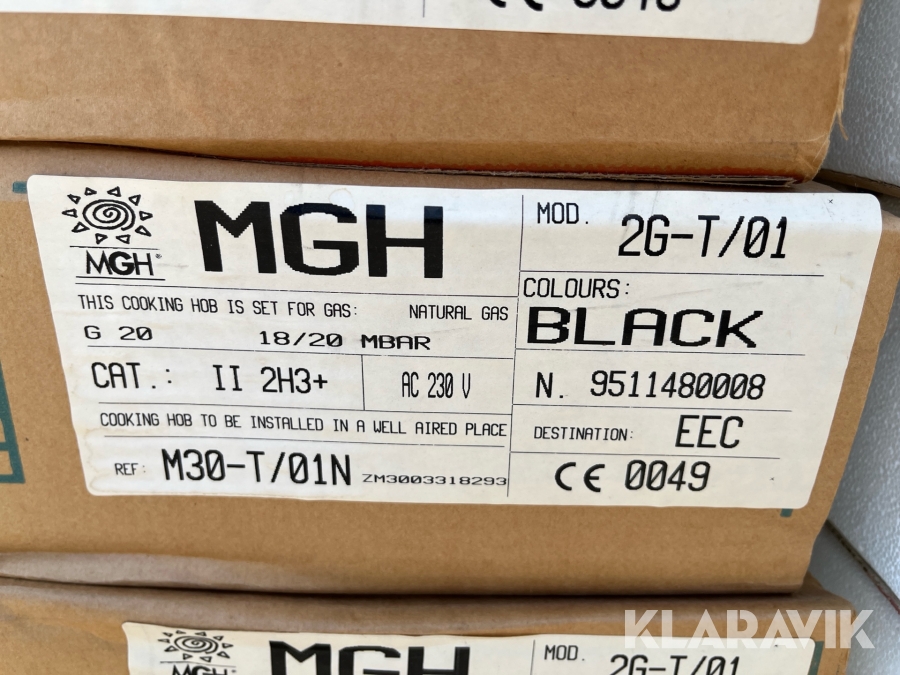 MGH
MGH®
MOD. 2G-T/01
THIS COOKING HOB IS SET FOR GAS: NATURAL GAS
G 20 18/20 MBAR
COLOURS:
BLACK
CAT.: II 2H3+ AC 230 V
N. 9511480008
COOKING HOB TO BE INSTALLED IN A WELL AIRED PLACE
DESTINATION: EEC
REF: M30-T/01N ZM3003318293
CE 0049
KLARAVIK
MGH
MGH
MOD. 2G-T/01